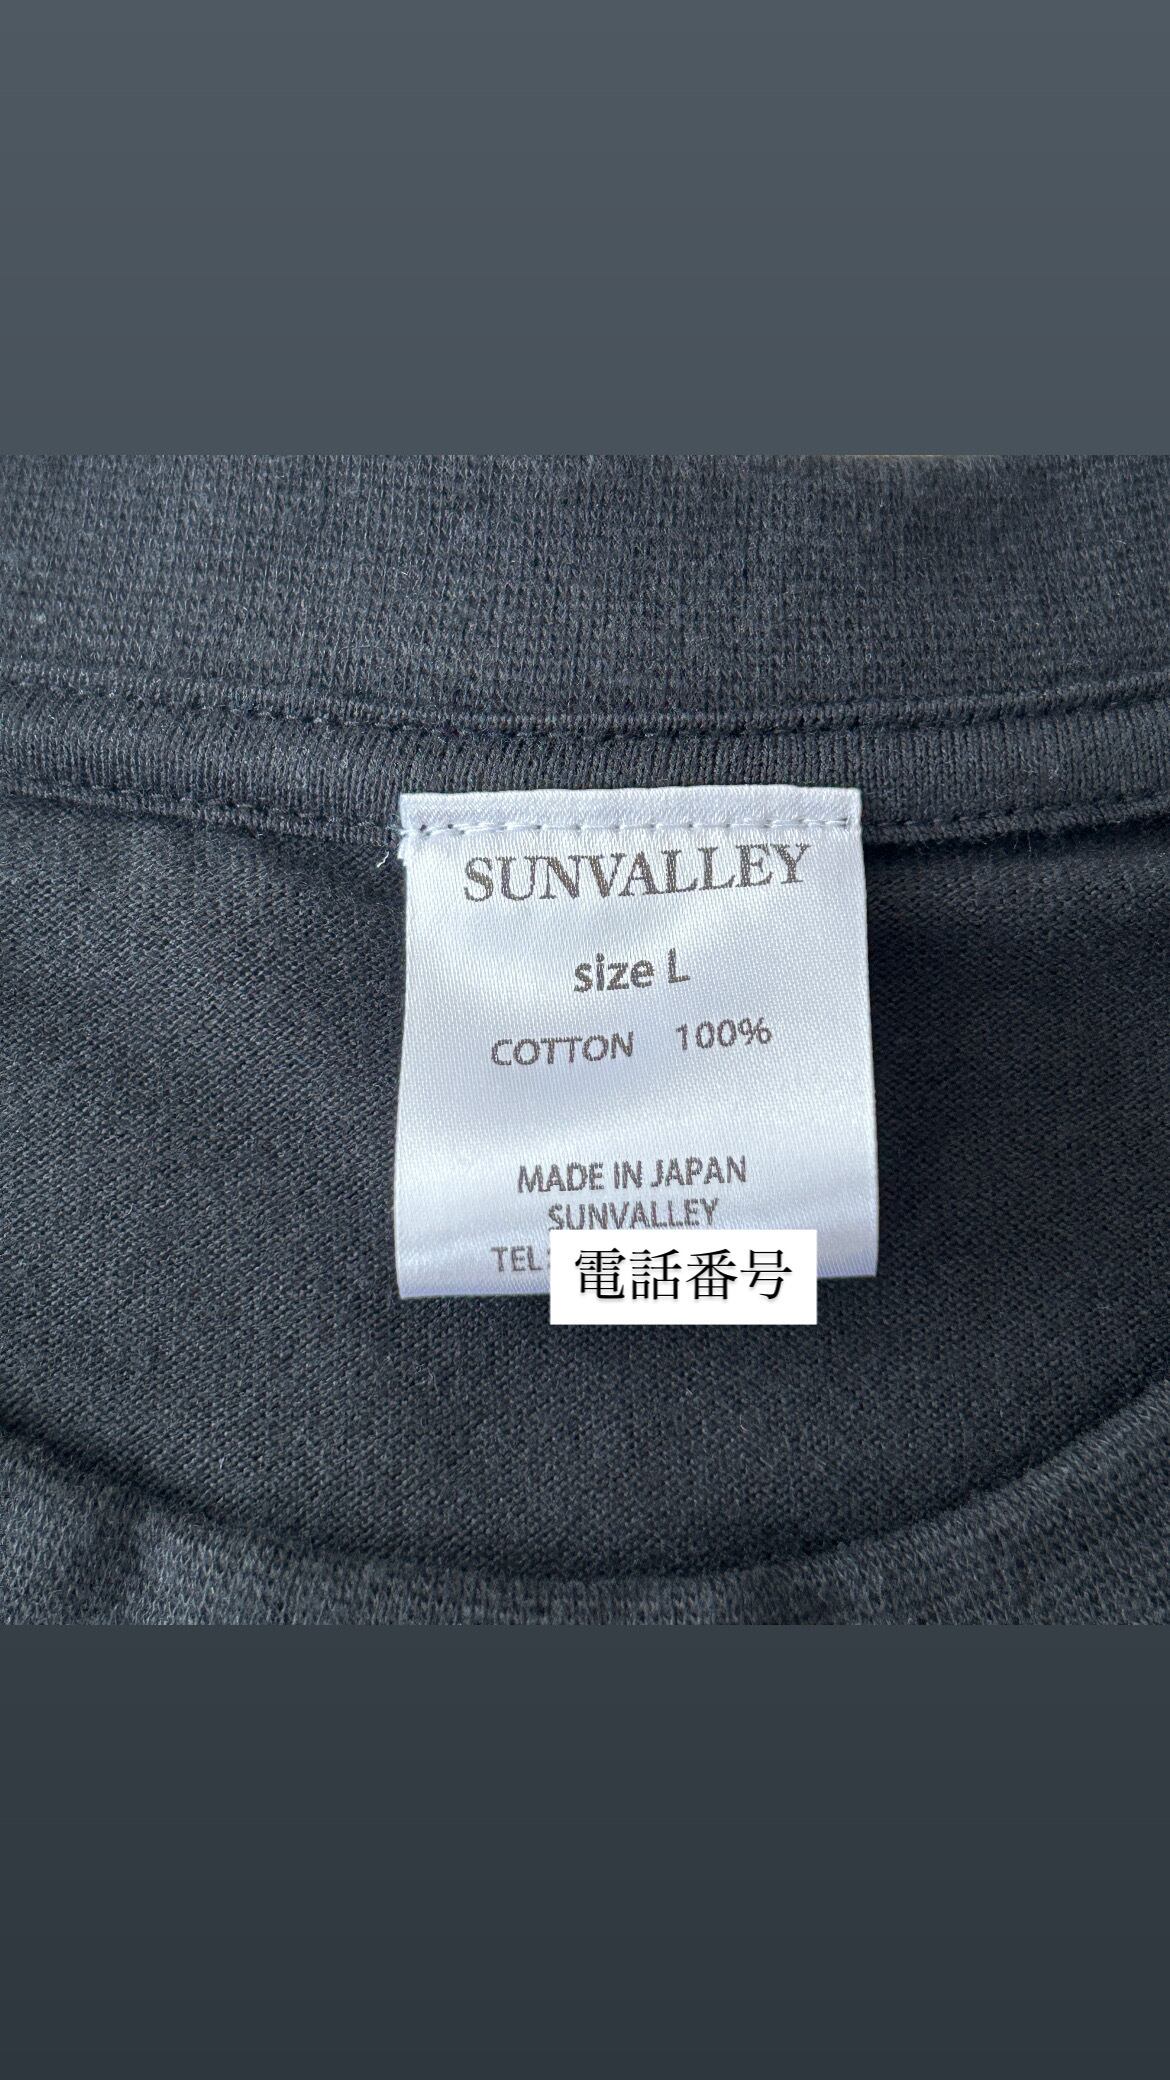 SUNVALLEY
size L
COTTON 100%
MADE IN JAPAN
SUNVALLEY
TEL: 電話番号